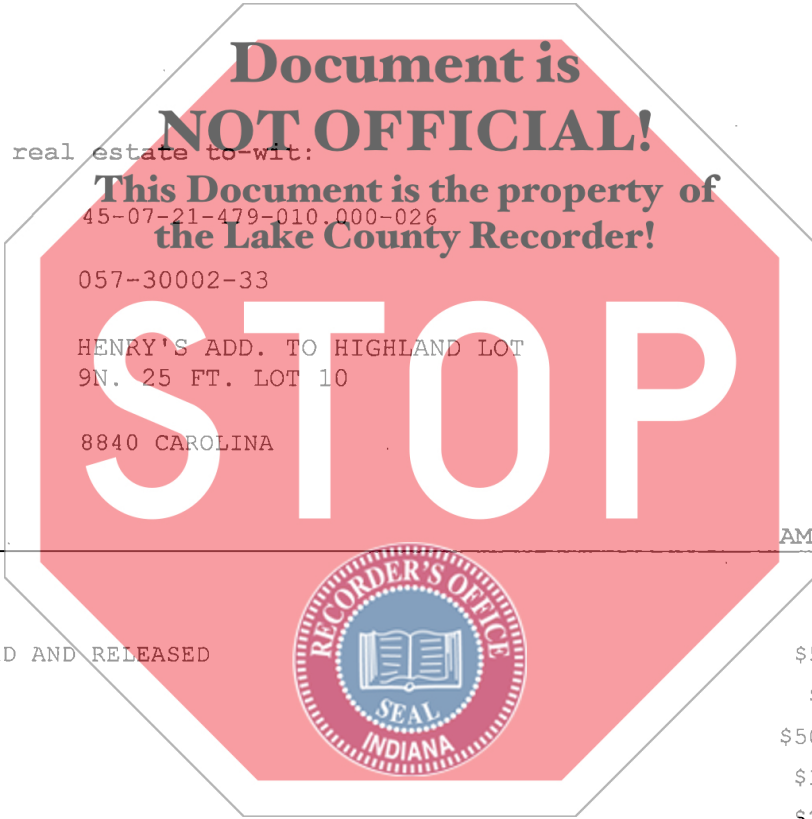 Document is
NOT OFFICIAL!
real estate to-wit:
This Document is the property of
45-07-21-479-010.000-026
the Lake County Recorder!
057-30002-33
STOP
HENRY'S ADD. TO HIGHLAND LOT
9N. 25 FT. LOT 10
8840 CAROLINA
AM
RECORDER'S OFFICE
SEAL
INDIANA
D AND RELEASED
$
$
$50
$
$